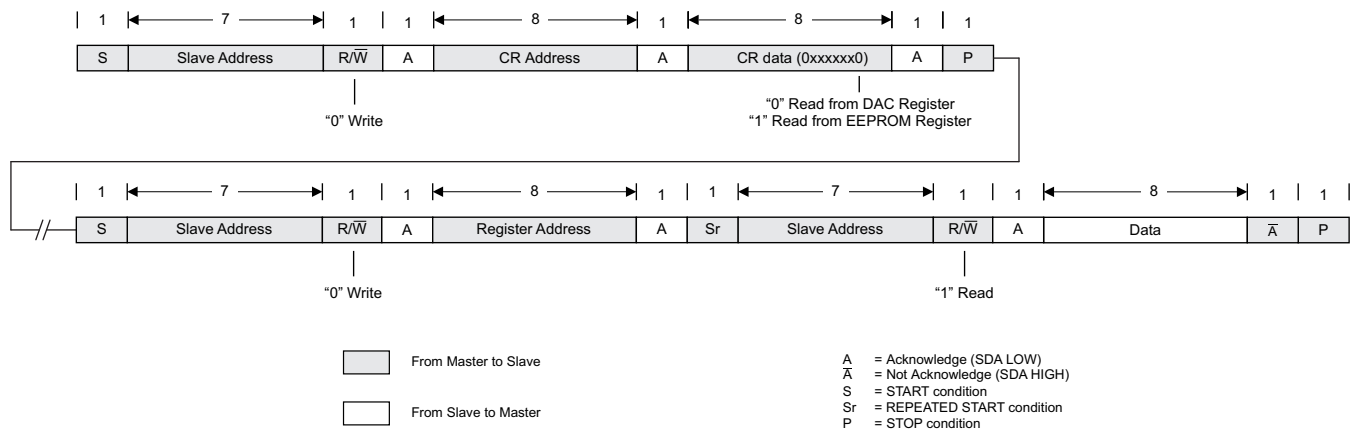 1 7 1 1 8 1 8 1 1
S Slave Address R/W̅ A CR Address A CR data (0xxxxxx0) A P
“0” Write
“0” Read from DAC Register
“1” Read from EEPROM Register
1 7 1 1 8 1 1 7 1 1 8 1 1
S Slave Address R/W̅ A Register Address A Sr Slave Address R/W̅ A Data A̅ P
“0” Write “1” Read
From Master to Slave
From Slave to Master
A = Acknowledge (SDA LOW)
A̅ = Not Acknowledge (SDA HIGH)
S = START condition
Sr = REPEATED START condition
P = STOP condition